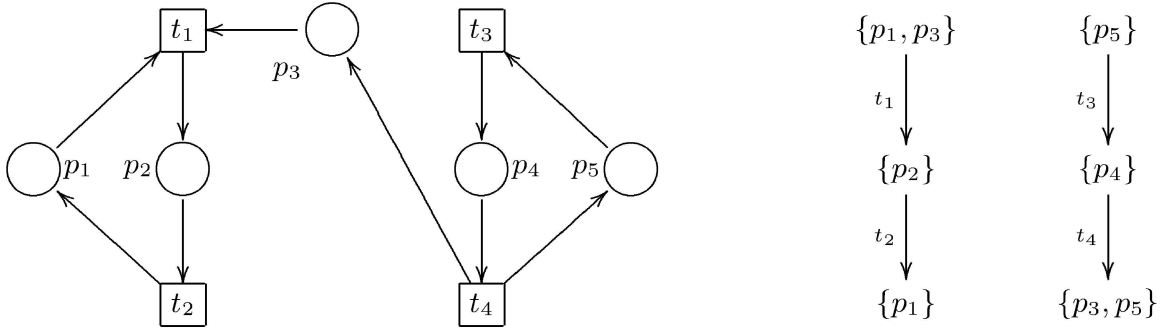 t₁ t₃ {p₁, p₃} {p₅}
p₃
t₁ t₃
p₁ p₂ p₄ p₅ {p₂} {p₄}
t₂ t₄
t₂ t₄ {p₁} {p₃, p₅}